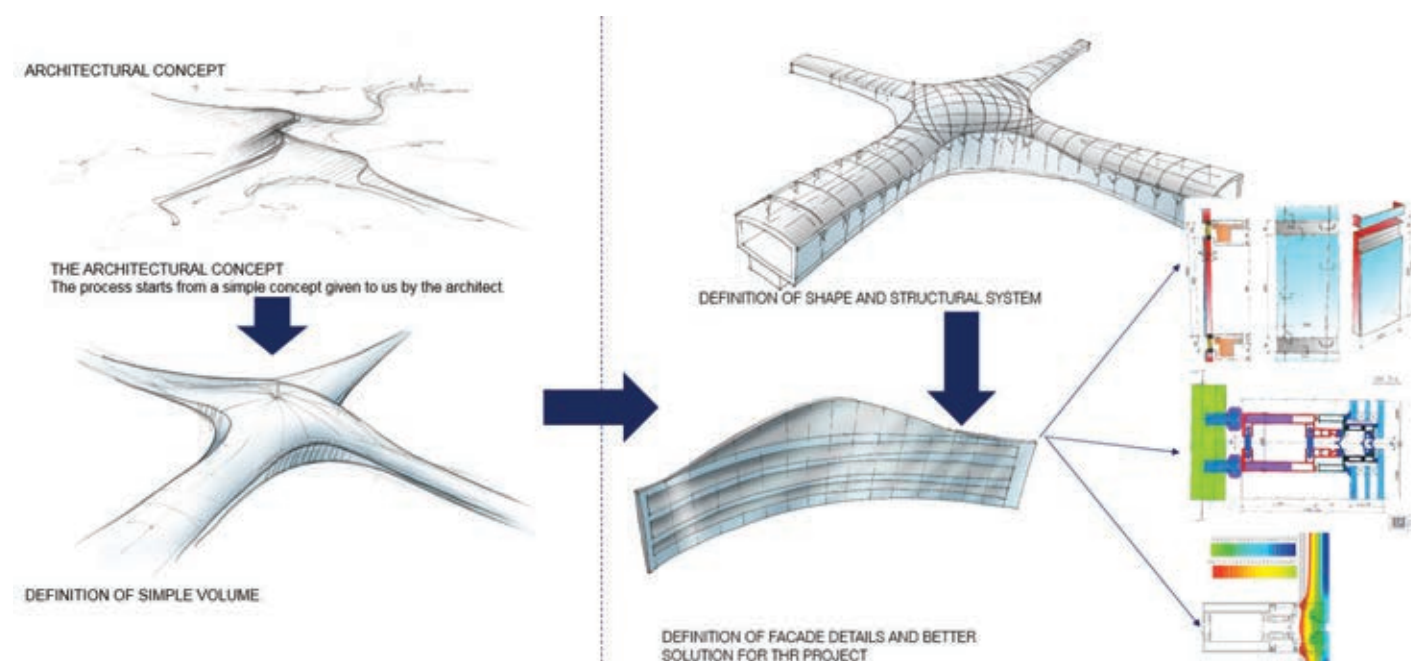 ARCHITECTURAL CONCEPT
THE ARCHITECTURAL CONCEPT
The process starts from a simple concept given to us by the architect
DEFINITION OF SIMPLE VOLUME
DEFINITION OF SHAPE AND STRUCTURAL SYSTEM
DEFINITION OF FACADE DETAILS AND BETTER
SOLUTION FOR THR PROJECT